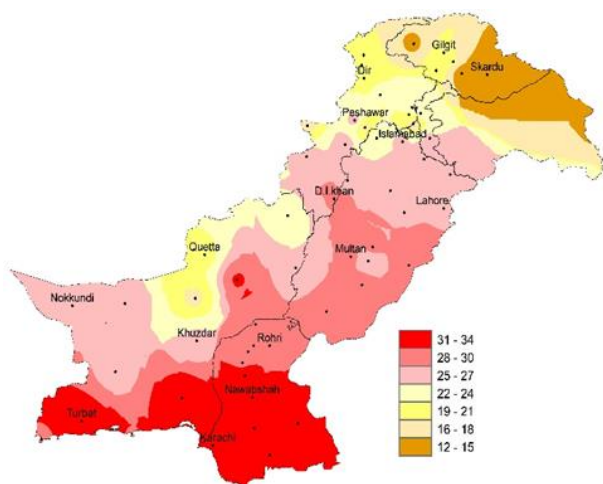 Gilgit
Skardu
Dir
Peshawar
Islamabad
D.I.khan
Lahore
Multan
Quetta
Nokkundi
Khuzdar
Rohri
Nawabshah
Turbat
Karachi
31 - 34
28 - 30
25 - 27
22 - 24
19 - 21
16 - 18
12 - 15